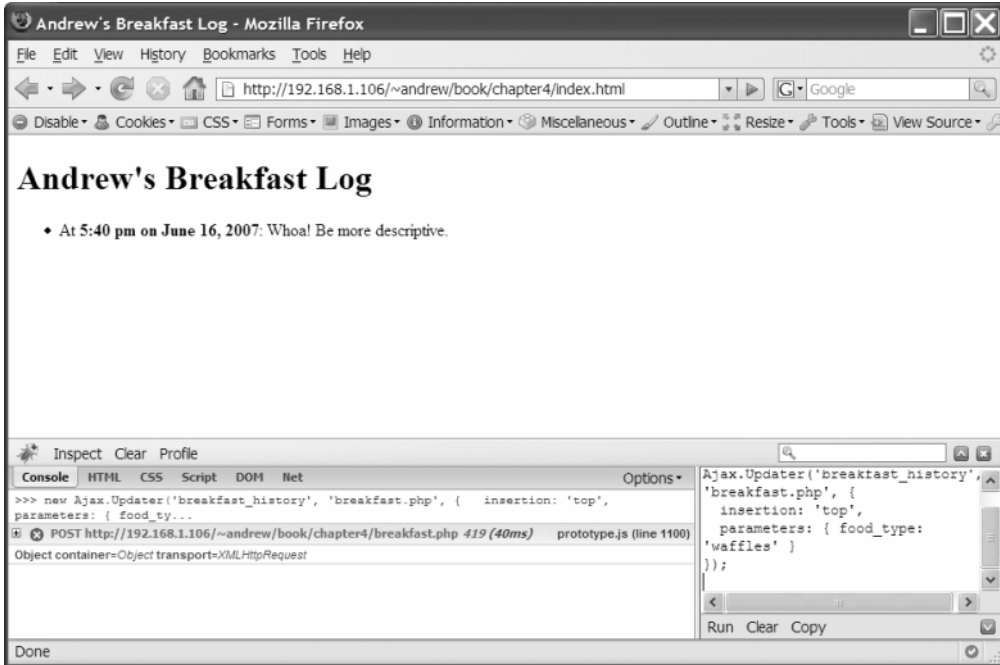 Andrew's Breakfast Log - Mozilla Firefox
File Edit View History Bookmarks Tools Help
http://192.168.1.106/~andrew/book/chapter4/index.html
Google
Disable Cookies CSS Forms Images Information Miscellaneous Outline Resize Tools View Source
Andrew's Breakfast Log
• At 5:40 pm on June 16, 2007: Whoa! Be more descriptive.
Inspect Clear Profile
Console HTML CSS Script DOM Net Options
>>> new Ajax.Updater('breakfast_history', 'breakfast.php', { insertion: 'top',
parameters: { food_ty...
POST http://192.168.1.106/~andrew/book/chapter4/breakfast.php 419 (40ms) prototype.js (line 1100)
Object container=Object transport=XMLHttpRequest
Ajax.Updater('breakfast_history',
'breakfast.php', {
insertion: 'top',
parameters: { food_type:
'waffles' }
});
Run Clear Copy
Done